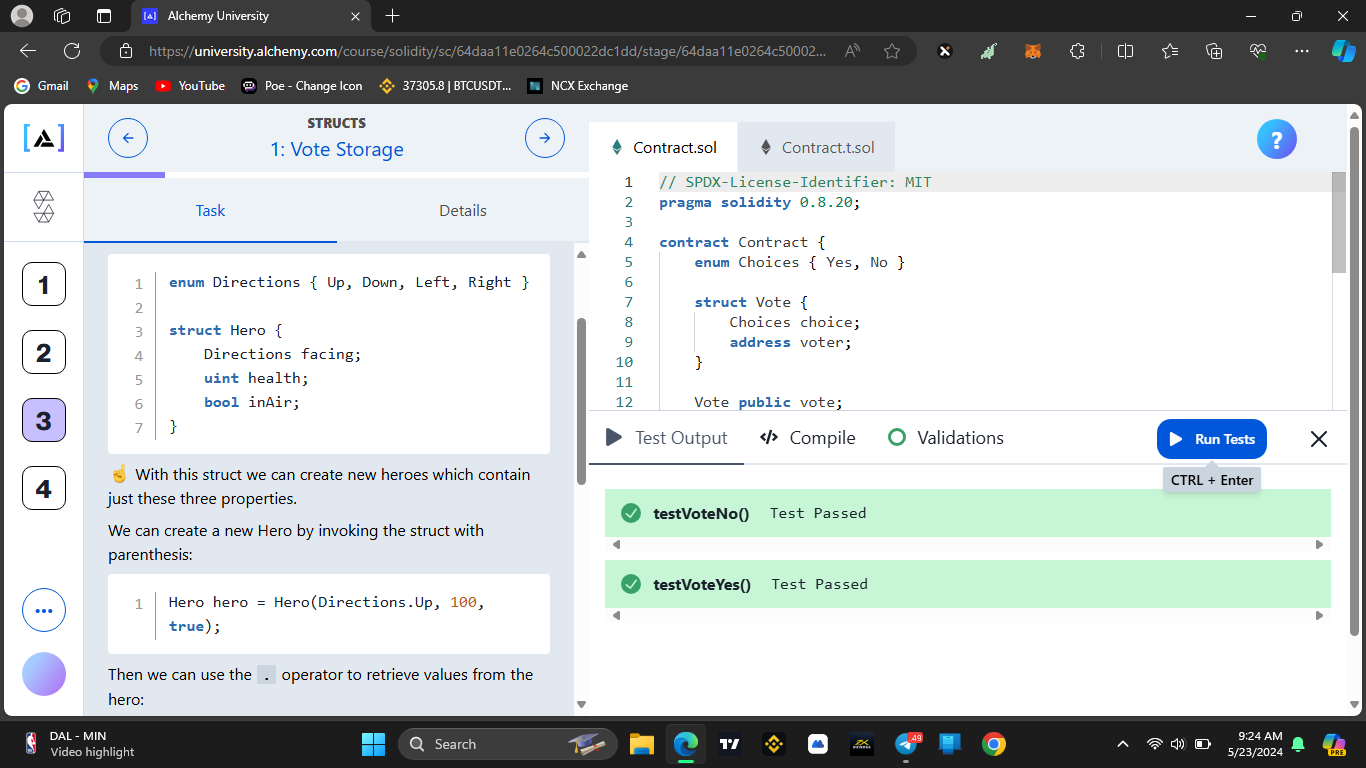 Alchemy University
https://university.alchemy.com/course/solidity/sc/64daa11e0264c500022dc1dd/stage/64daa11e0264c50002...
Gmail
Maps
YouTube
Poe - Change Icon
37305.8 | BTCUSDT...
NCX Exchange
STRUCTS
1: Vote Storage
Task
Details
1
2
3
4
1 enum Directions { Up, Down, Left, Right }
2
3 struct Hero {
4 Directions facing;
5 uint health;
6 bool inAir;
7 }
☝ With this struct we can create new heroes which contain
just these three properties.
We can create a new Hero by invoking the struct with
parenthesis:
1 Hero hero = Hero(Directions.Up, 100,
true);
Then we can use the . operator to retrieve values from the
hero:
Contract.sol
Contract.t.sol
?
1 // SPDX-License-Identifier: MIT
2 pragma solidity 0.8.20;
3
4 contract Contract {
5 enum Choices { Yes, No }
6
7 struct Vote {
8 Choices choice;
9 address voter;
10 }
11
12 Vote public vote;
Test Output
Compile
Validations
Run Tests
CTRL + Enter
testVoteNo() Test Passed
testVoteYes() Test Passed
DAL - MIN
Video highlight
Search
.49
9:24 AM
5/23/2024
PRE